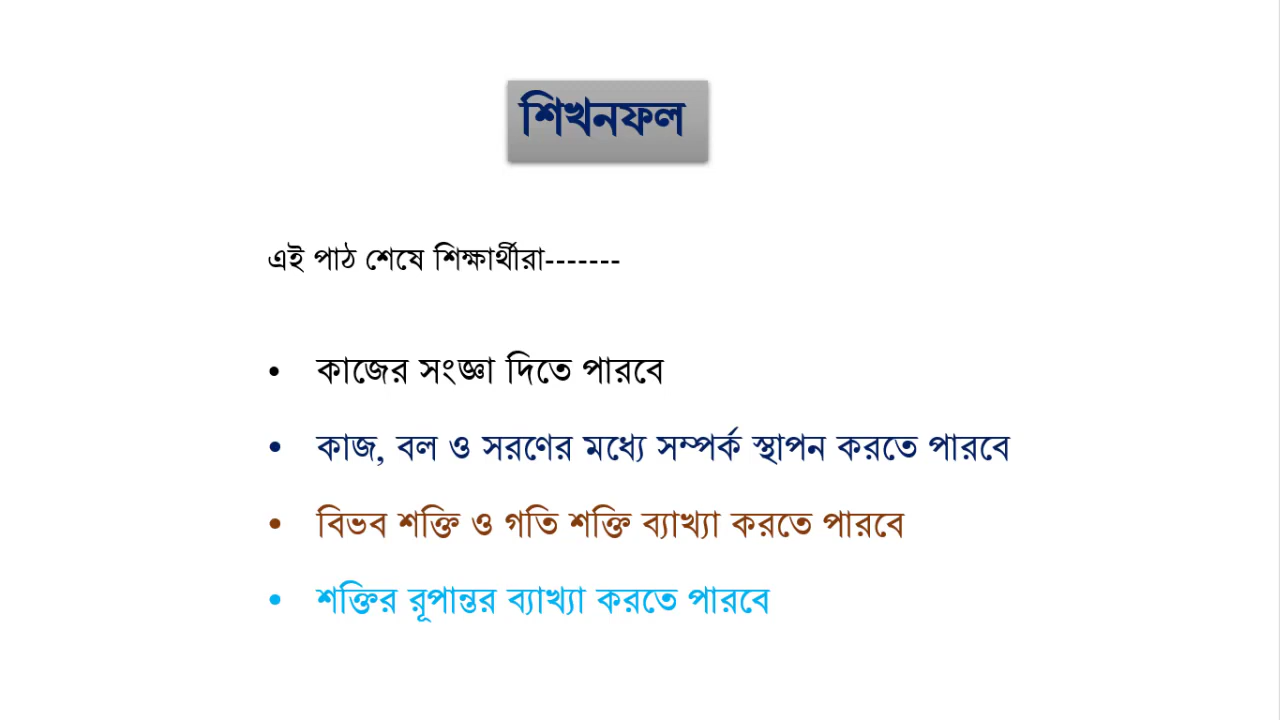 শিখনফল
এই পাঠ শেষে শিক্ষার্থীরা-------
• কাজের সংজ্ঞা দিতে পারবে
• কাজ, বল ও সরণের মধ্যে সম্পর্ক স্থাপন করতে পারবে
• বিভব শক্তি ও গতি শক্তি ব্যাখ্যা করতে পারবে
• শক্তির রূপান্তর ব্যাখ্যা করতে পারবে